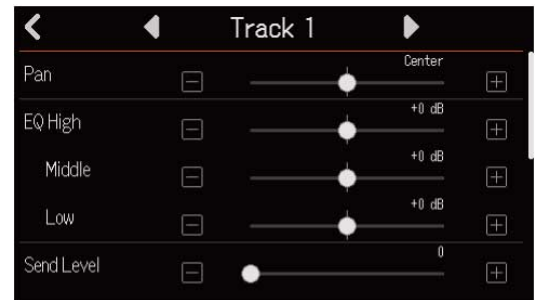 Track 1
Pan
Center
EQ High
+0 dB
Middle
+0 dB
Low
+0 dB
Send Level
0